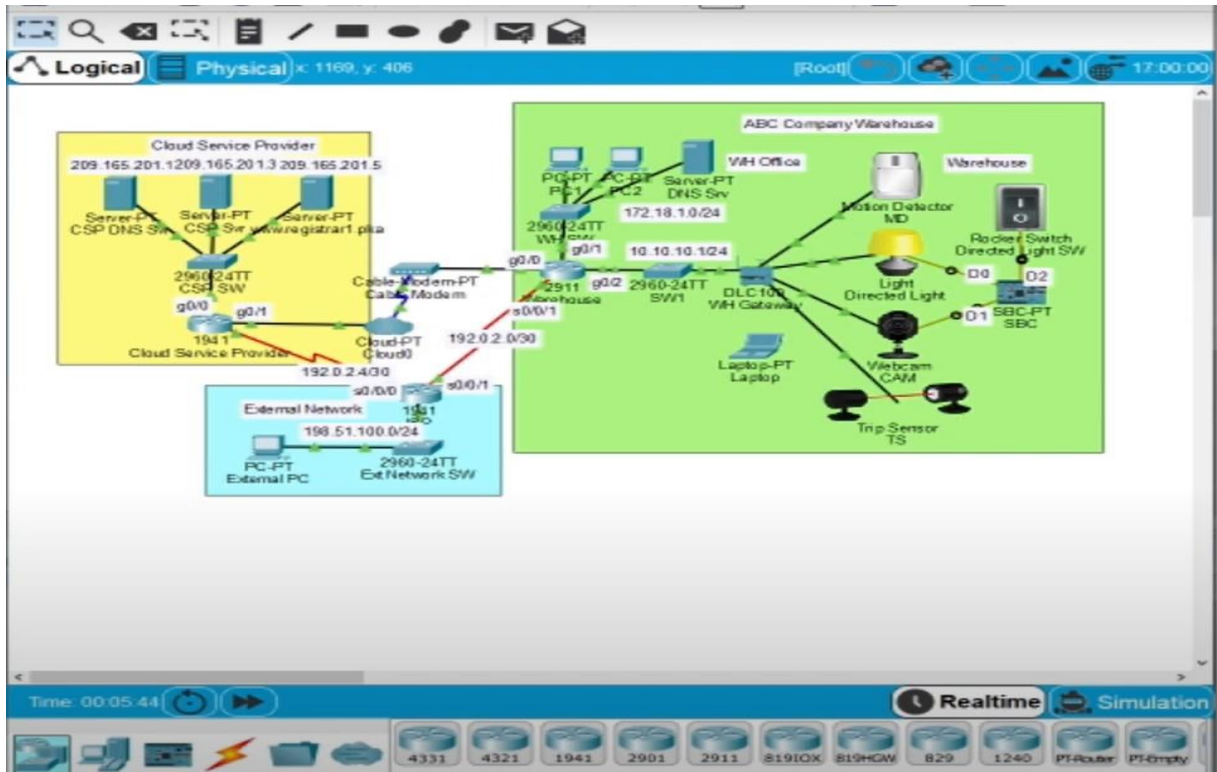 Logical
Physical x: 1169, y: 406
[Root]
17:00:00
Cloud Service Provider
209.165.201.1 209.165.201.3 209.165.201.5
Server-PT
CSP DNS Svr
Server-PT
CSP Svr
Server-PT
www.registrar1.pka
2960-24TT
CSP SW
g0/0
g0/1
1941
Cloud Service Provider
Cable-Modem-PT
Cable Modem
Cloud-PT
Cloud0
192.0.2.4/30
192.0.2.0/30
External Network
s0/0/0
s0/0/1
1941
198.51.100.0/24
PC-PT
External PC
2960-24TT
Ext Network SW
ABC Company Warehouse
PC-PT
PC1
PC-PT
PC2
Server-PT
DNS Srv
WH Office
172.18.1.0/24
2960-24TT
WH SW
g0/0
g0/1
2911
Warehouse
g0/2
s0/0/1
10.10.10.1/24
2960-24TT
SW1
DLC100
WH Gateway
Laptop-PT
Laptop
Warehouse
Motion Detector
MD
Rocker Switch
Directed Light SW
Light
Directed Light
D0
D2
D1
SBC-PT
SBC
Webcam
CAM
Trip Sensor
TS
Time: 00:05:44
Realtime
Simulation
4331
4321
1941
2901
2911
819IOX
819HGW
829
1240
PT-Router
PT-Empty